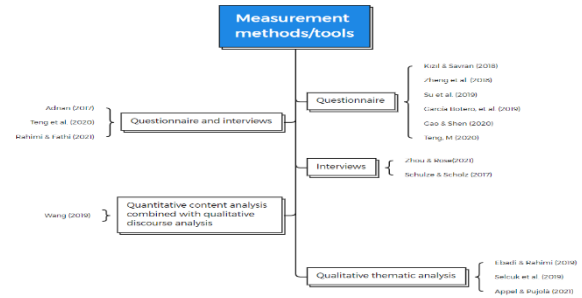 Measurement
methods/tools
Questionnaire
Kizil & Savran (2018)
Zheng et al. (2018)
Su et al. (2019)
García Botero, et al. (2019)
Gao & Shen (2020)
Teng, M (2020)
Adnan (2017)
Teng et al. (2020)
Rahimi & Fathi (2021)
Questionnaire and interviews
Interviews
Zhou & Rose(2021)
Schulze & Scholz (2017)
Wang (2019)
Quantitative content analysis
combined with qualitative
discourse analysis
Qualitative thematic analysis
Ebadi & Rahimi (2019)
Selcuk et al. (2019)
Appel & Pujolà (2021)